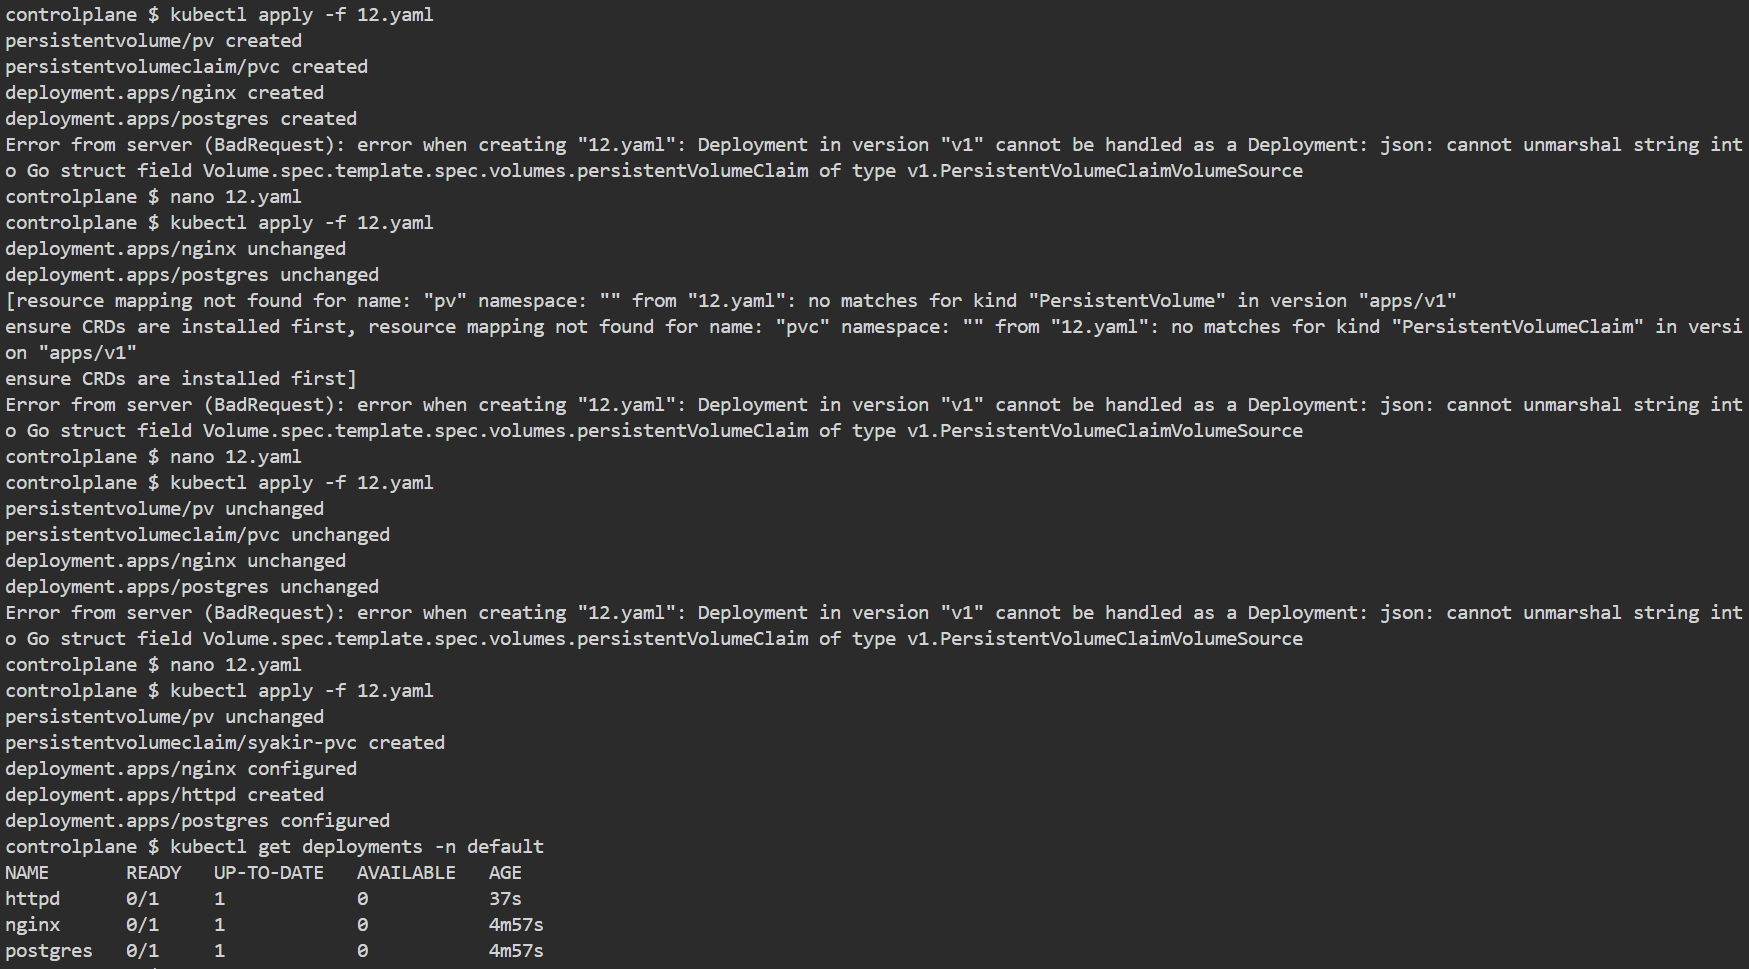 controlplane $ kubectl apply -f 12.yaml
persistentvolume/pv created
persistentvolumeclaim/pvc created
deployment.apps/nginx created
deployment.apps/postgres created
Error from server (BadRequest): error when creating "12.yaml": Deployment in version "v1" cannot be handled as a Deployment: json: cannot unmarshal string int
o Go struct field Volume.spec.template.spec.volumes.persistentVolumeClaim of type v1.PersistentVolumeClaimVolumeSource
controlplane $ nano 12.yaml
controlplane $ kubectl apply -f 12.yaml
deployment.apps/nginx unchanged
deployment.apps/postgres unchanged
[resource mapping not found for name: "pv" namespace: "" from "12.yaml": no matches for kind "PersistentVolume" in version "apps/v1"
ensure CRDs are installed first, resource mapping not found for name: "pvc" namespace: "" from "12.yaml": no matches for kind "PersistentVolumeClaim" in versi
on "apps/v1"
ensure CRDs are installed first]
Error from server (BadRequest): error when creating "12.yaml": Deployment in version "v1" cannot be handled as a Deployment: json: cannot unmarshal string int
o Go struct field Volume.spec.template.spec.volumes.persistentVolumeClaim of type v1.PersistentVolumeClaimVolumeSource
controlplane $ nano 12.yaml
controlplane $ kubectl apply -f 12.yaml
persistentvolume/pv unchanged
persistentvolumeclaim/pvc unchanged
deployment.apps/nginx unchanged
deployment.apps/postgres unchanged
Error from server (BadRequest): error when creating "12.yaml": Deployment in version "v1" cannot be handled as a Deployment: json: cannot unmarshal string int
o Go struct field Volume.spec.template.spec.volumes.persistentVolumeClaim of type v1.PersistentVolumeClaimVolumeSource
controlplane $ nano 12.yaml
controlplane $ kubectl apply -f 12.yaml
persistentvolume/pv unchanged
persistentvolumeclaim/syakir-pvc created
deployment.apps/nginx configured
deployment.apps/httpd created
deployment.apps/postgres configured
controlplane $ kubectl get deployments -n default
NAME       READY   UP-TO-DATE   AVAILABLE   AGE
httpd      0/1     1            0           37s
nginx      0/1     1            0           4m57s
postgres   0/1     1            0           4m57s